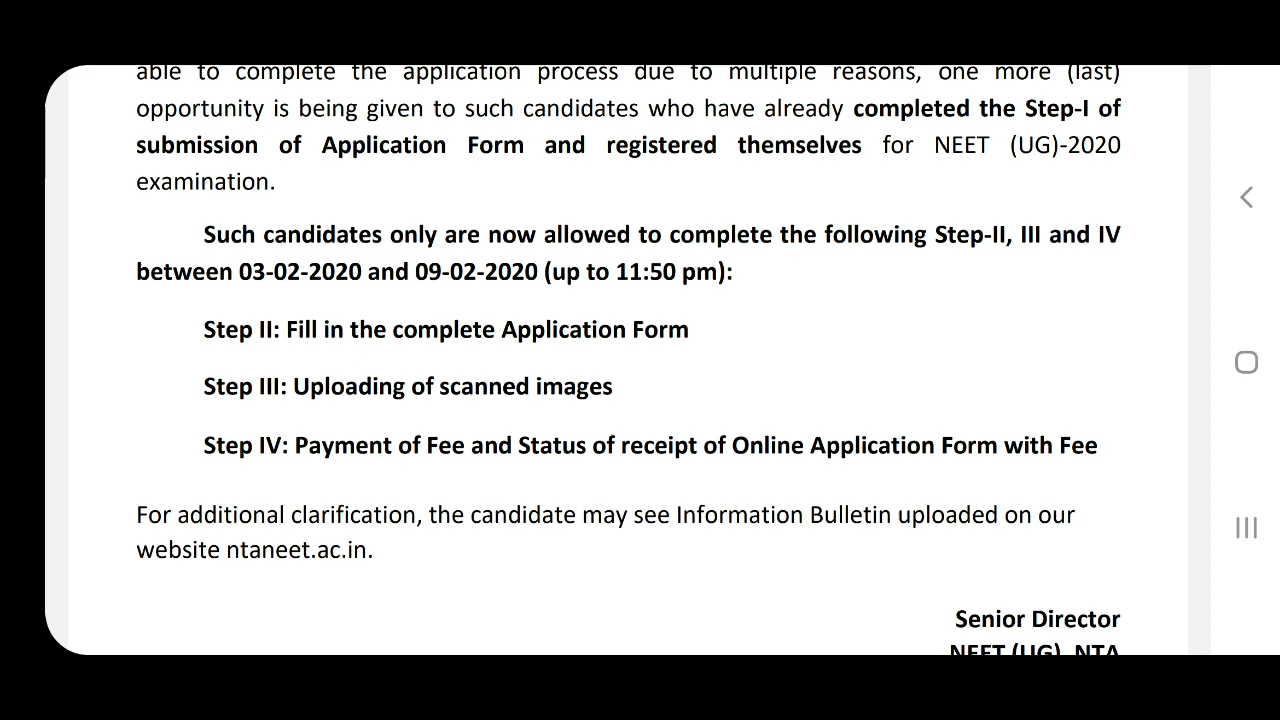 able to complete the application process due to multiple reasons, one more (last)
opportunity is being given to such candidates who have already completed the Step-I of
submission of Application Form and registered themselves for NEET (UG)-2020
examination.
Such candidates only are now allowed to complete the following Step-II, III and IV
between 03-02-2020 and 09-02-2020 (up to 11:50 pm):
Step II: Fill in the complete Application Form
Step III: Uploading of scanned images
Step IV: Payment of Fee and Status of receipt of Online Application Form with Fee
For additional clarification, the candidate may see Information Bulletin uploaded on our
website ntaneet.ac.in.
Senior Director
NEET (UG), NTA